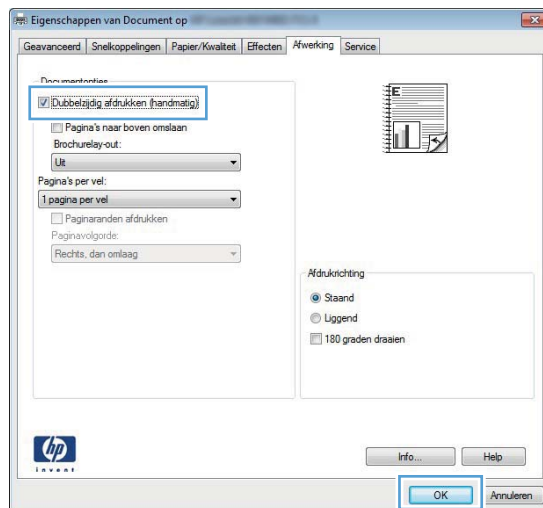 Eigenschappen van Document op
Geavanceerd Snelkoppelingen Papier/Kwaliteit Effecten Afwerking Service
Documentopties
Dubbelzijdig afdrukken (handmatig)
Pagina's naar boven omslaan
Brochurelay-out:
Uit
Pagina's per vel:
1 pagina per vel
Paginaranden afdrukken
Paginavolgorde:
Rechts, dan omlaag
E
Afdrukrichting
Staand
Liggend
180 graden draaien
hp
invent
Info... Help
OK Annuleren